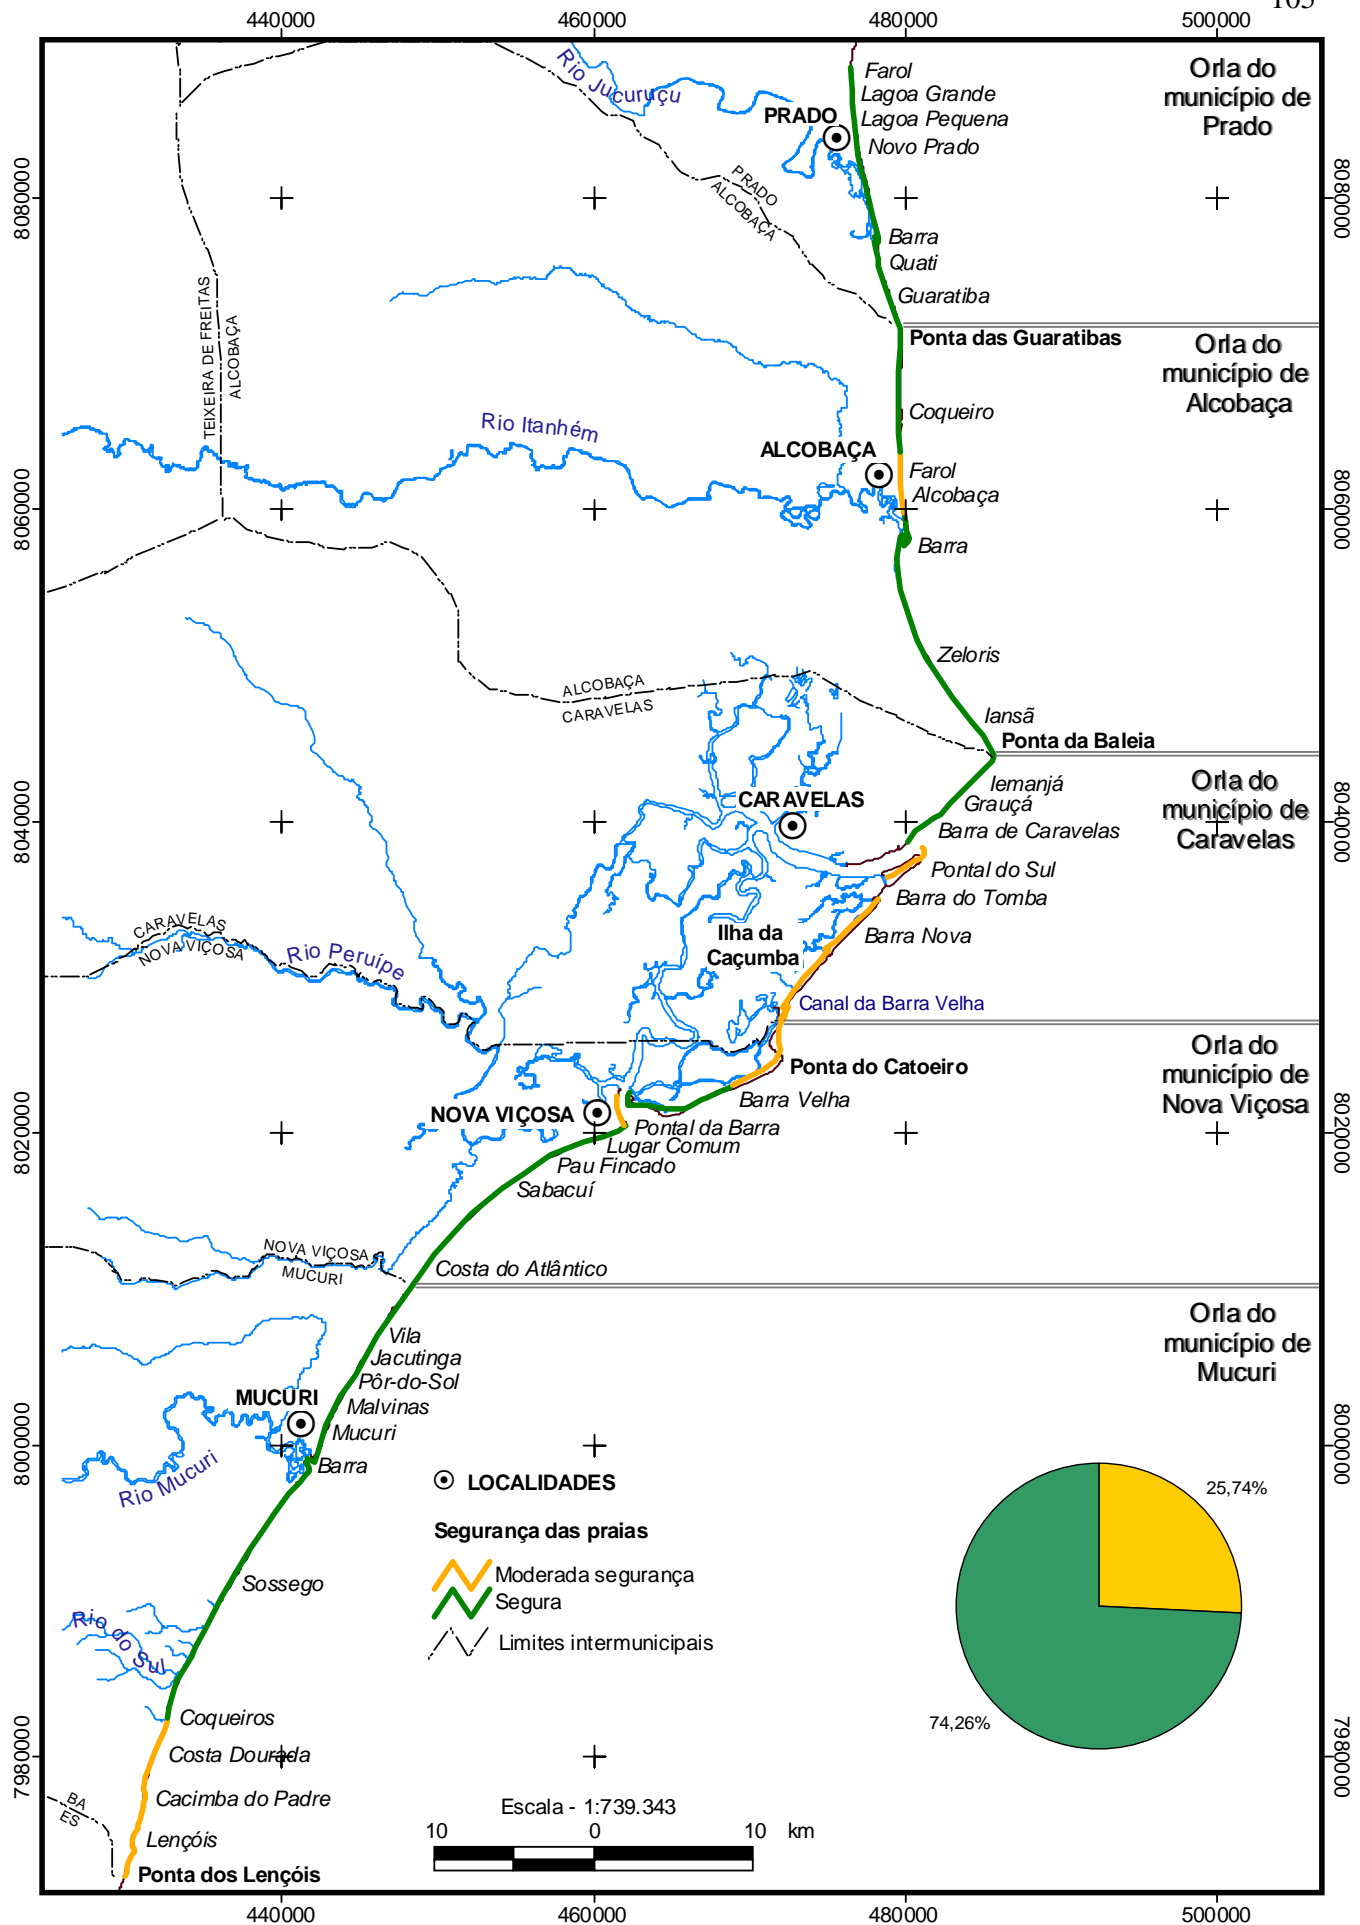 105
440000
460000
480000
500000
Rio Jucuruçu
Farol
Lagoa Grande
Lagoa Pequena
Novo Prado
PRADO
Orla do
município de
Prado
8080000
8080000
PRADO
ALCOBAÇA
Barra
Quati
Guaratiba
Ponta das Guaratibas
TEIXEIRA DE FREITAS
ALCOBAÇA
Orla do
município de
Alcobaça
Coqueiro
Rio Itanhém
ALCOBAÇA
Farol
Alcobaça
8060000
8060000
Barra
Zeloris
ALCOBAÇA
CARAVELAS
Iansã
Ponta da Baleia
Orla do
município de
Caravelas
Iemanjá
Grauçá
CARAVELAS
Barra de Caravelas
8040000
8040000
Pontal do Sul
Barra do Tomba
CARAVELAS
NOVA VIÇOSA
Rio Peruípe
Ilha da
Caçumba
Barra Nova
Canal da Barra Velha
Orla do
município de
Nova Viçosa
Ponta do Catoeiro
NOVA VIÇOSA
Barra Velha
8020000
8020000
Pontal da Barra
Lugar Comum
Pau Fincado
Sabacuí
NOVA VIÇOSA
MUCURI
Costa do Atlântico
Orla do
município de
Mucuri
Vila
Jacutinga
Pôr-do-Sol
MUCURI
Malvinas
Mucuri
8000000
8000000
Barra
Rio Mucuri
LOCALIDADES
Segurança das praias
Moderada segurança
Segura
Limites intermunicipais
25,74%
74,26%
Sossego
Rio do Sul
Coqueiros
Costa Dourada
7980000
7980000
Cacimba do Padre
BA
ES
Lençóis
Ponta dos Lençóis
Escala - 1:739.343
10 0 10 km
440000
460000
480000
500000